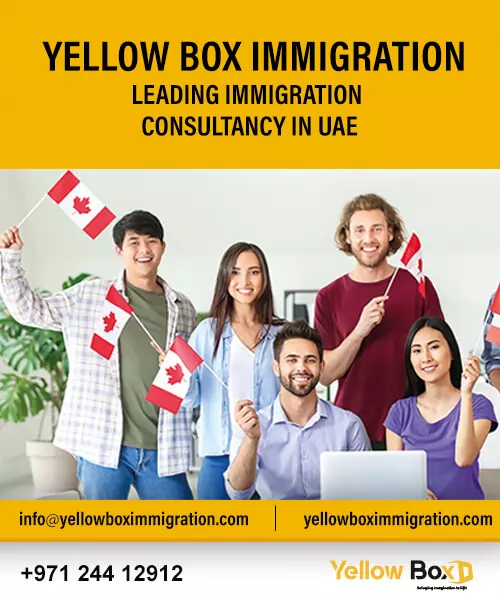 YELLOW BOX IMMIGRATION
LEADING IMMIGRATION
CONSULTANCY IN UAE
info@yellowboximmigration.com
yellowboximmigration.com
+971 244 12912
Yellow Box